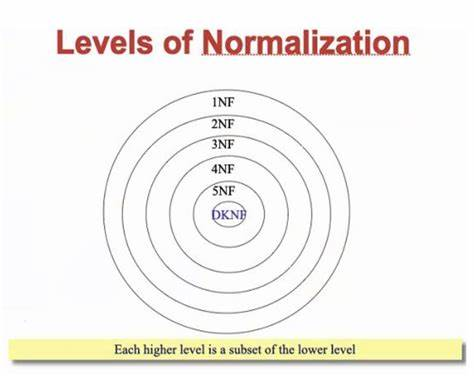 Levels of Normalization
1NF
2NF
3NF
4NF
5NF
DKNF
Each higher level is a subset of the lower level